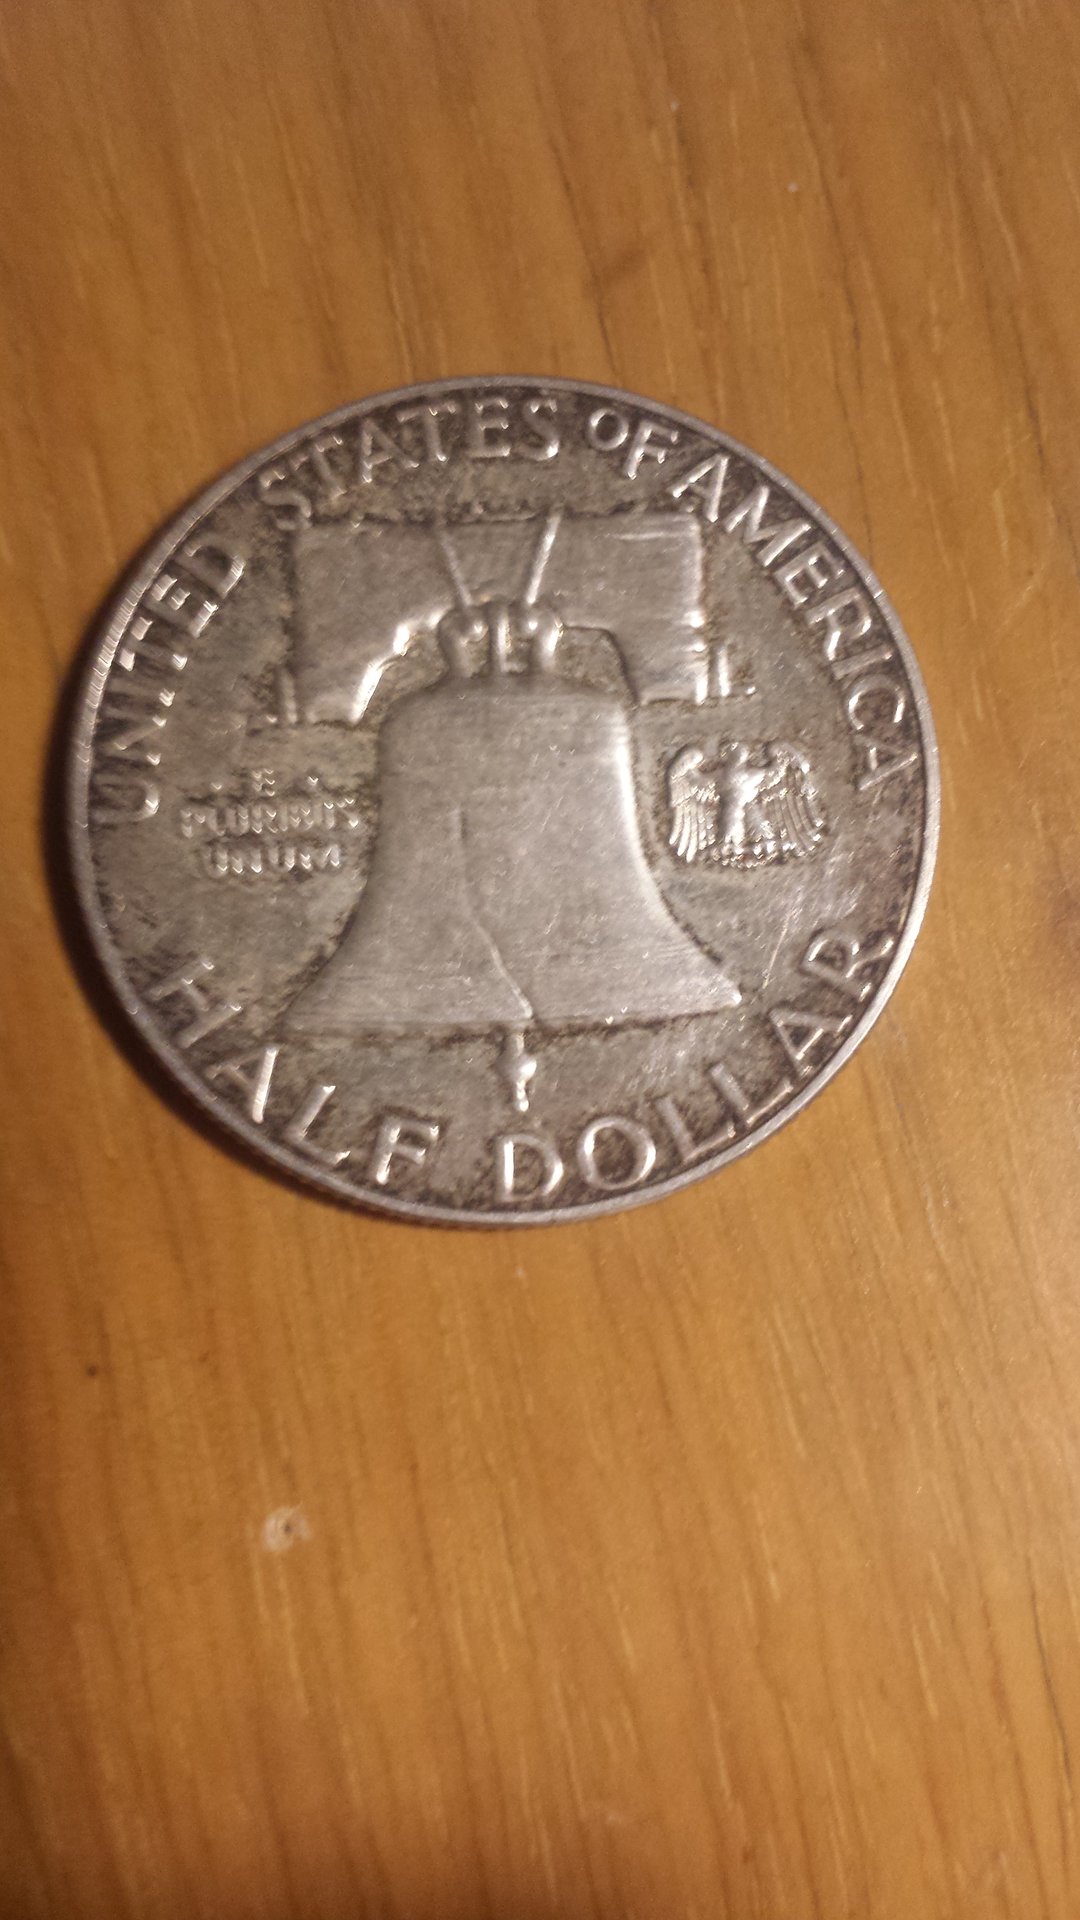 UNITED STATES OF AMERICA
E
PLURIBUS
UNUM
HALF DOLLAR